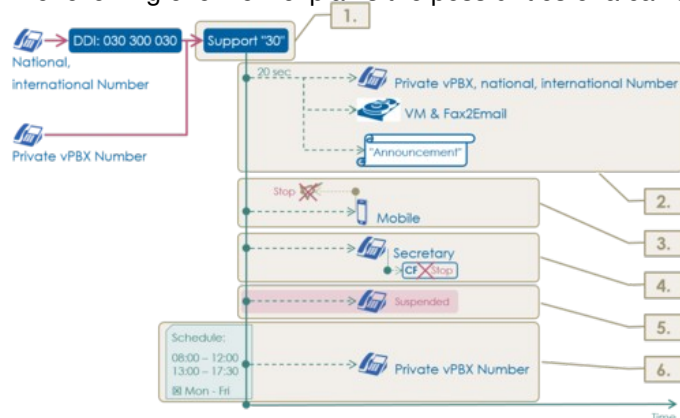 1.
DDI: 030 300 030
Support "30"
National,
international Number
Private vPBX Number
20 sec
Private vPBX, national, international Number
VM & Fax2Email
"Announcement"
2.
Stop
Mobile
3.
Secretary
CF Stop
4.
Suspended
5.
Schedule:
08:00 – 12:00
13:00 – 17:30
☒ Mon - Fri
Private vPBX Number
6.
Time